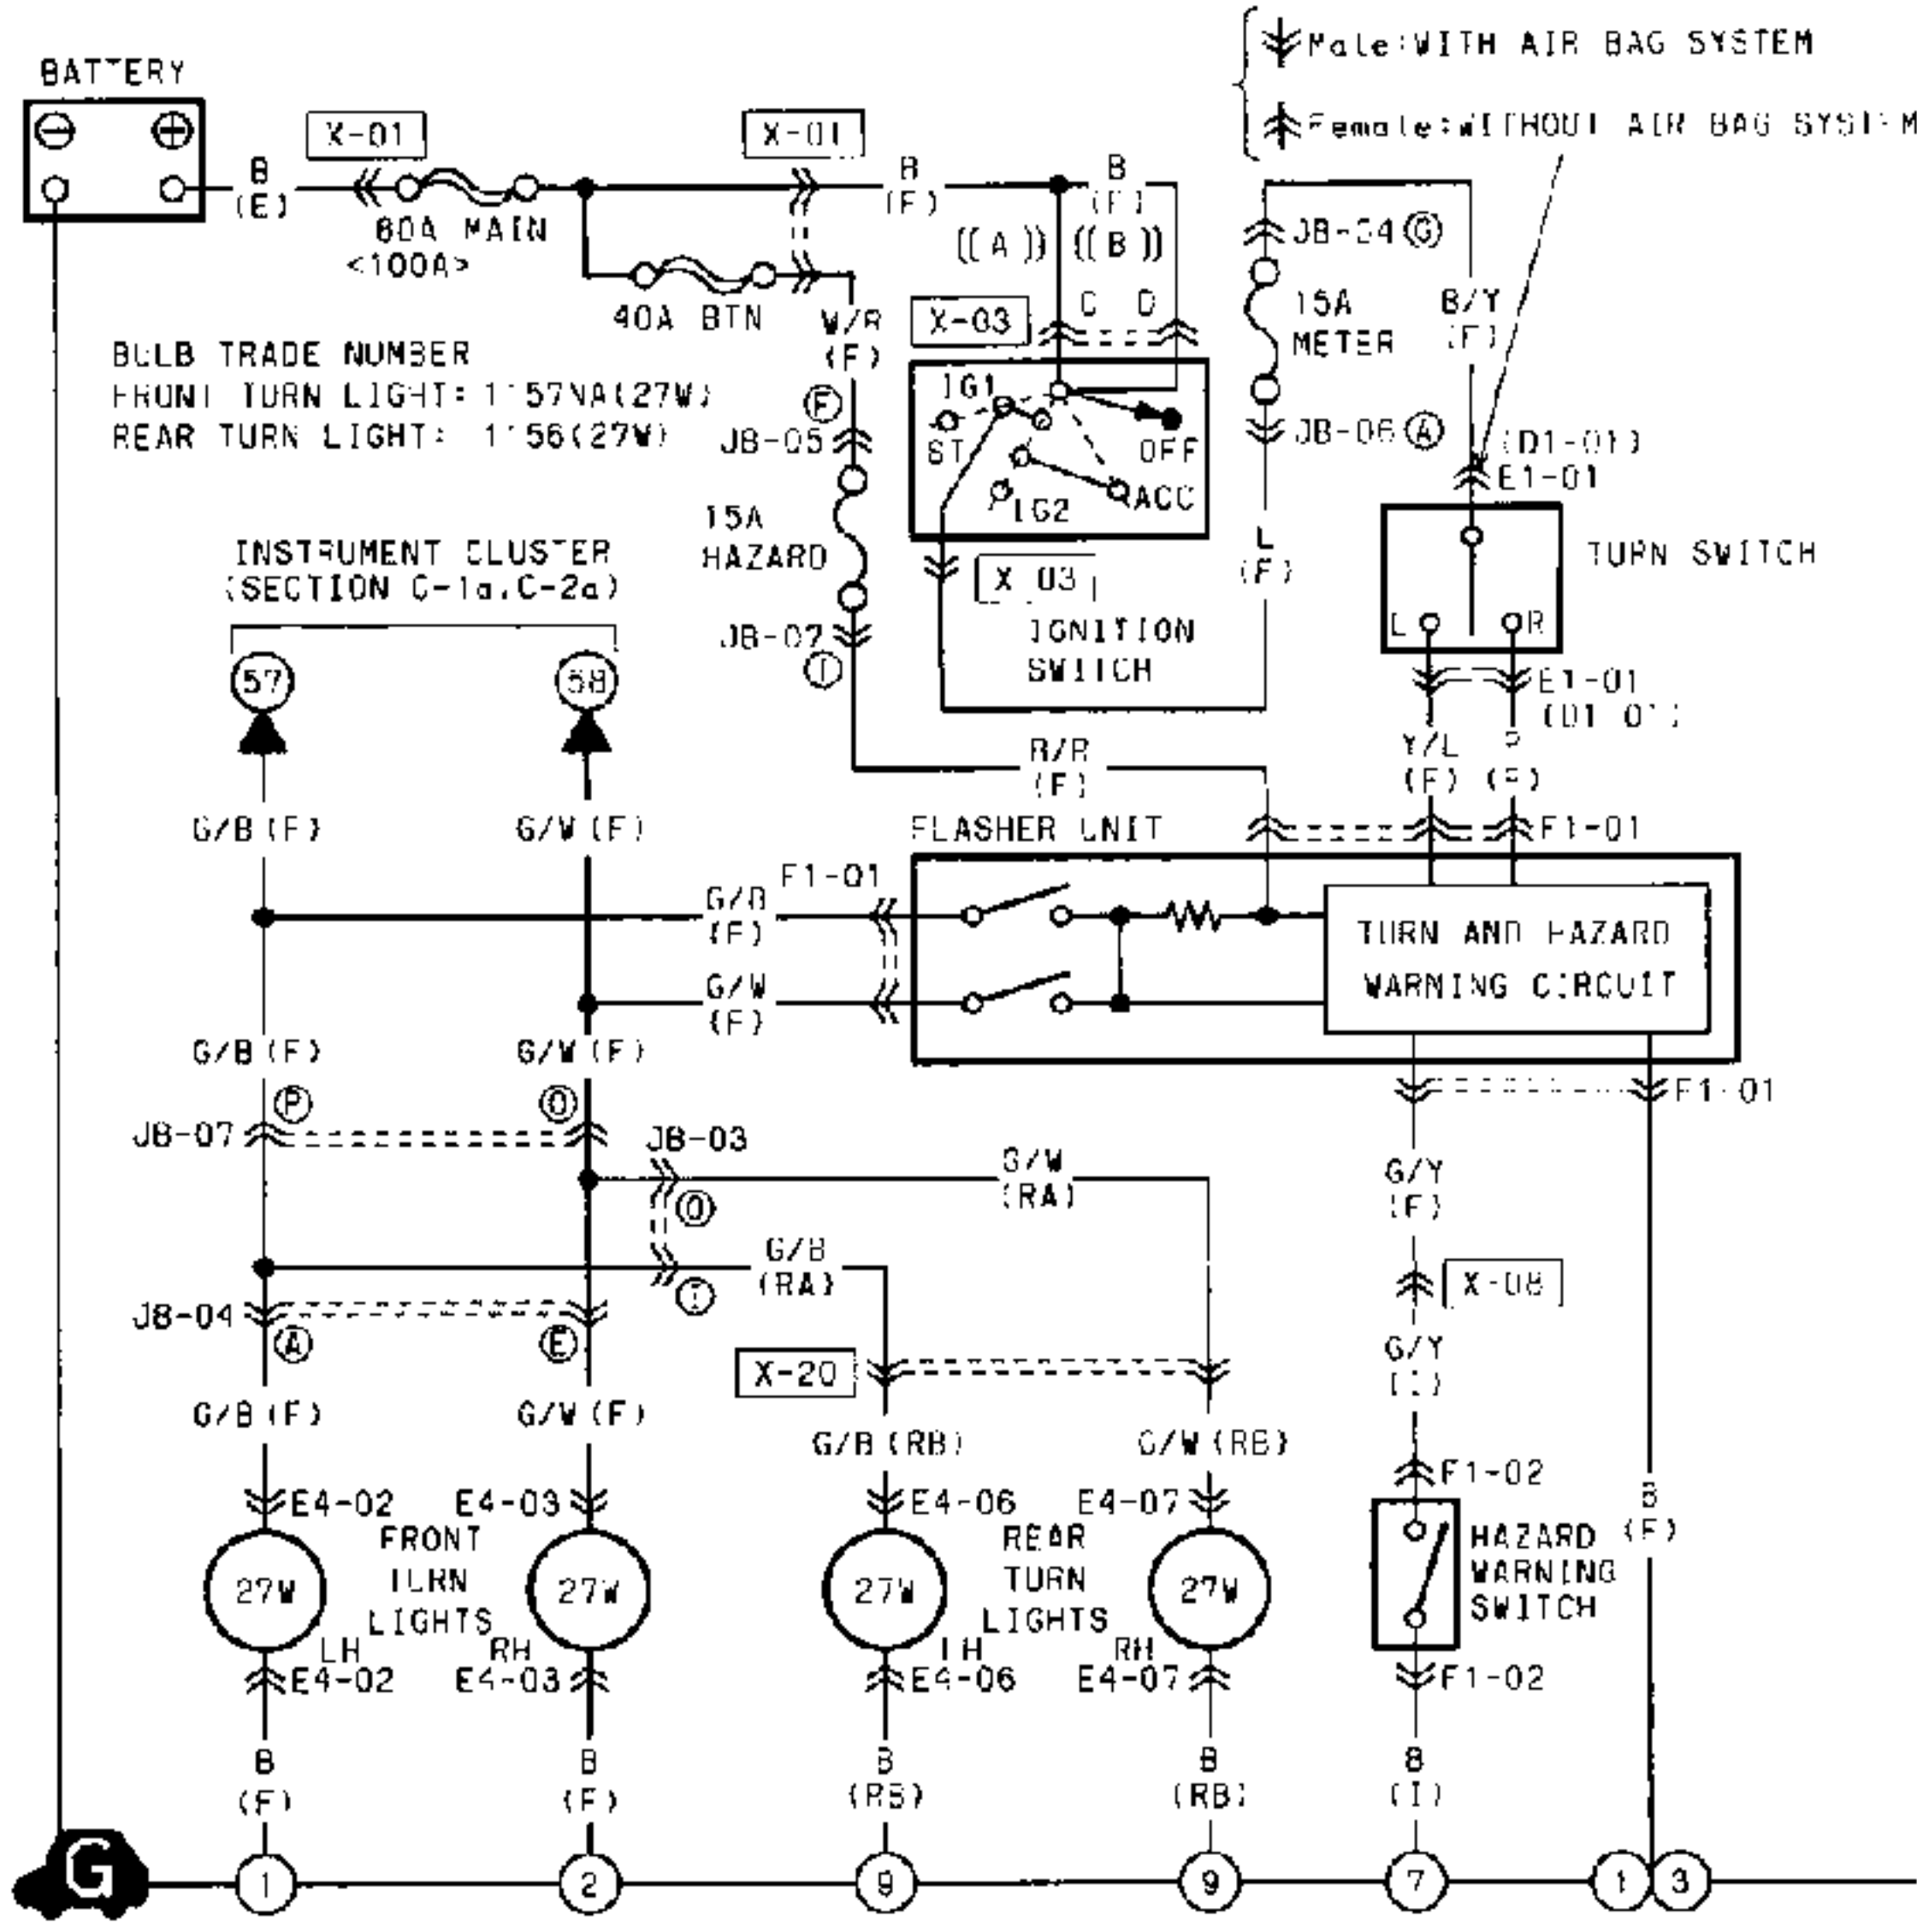 BATTERY
X-01
X-01
Male:WITH AIR BAG SYSTEM
Female:WITHOUT AIR BAG SYSTEM
B
(E)
B
(F)
B
(F)
80A MAIN
<100A>
((A)) ((B))
JB-04 G
40A BTN
W/R
(F)
X-03
C D
15A
METER
B/Y
(F)
BULB TRADE NUMBER
FRONT TURN LIGHT: 1157NA(27W)
REAR TURN LIGHT: 1156(27W)
F
JB-05
IG1
ST
OFF
IG2
ACC
JB-06 A
(D1-01)
E1-01
15A
HAZARD
INSTRUMENT CLUSTER
(SECTION C-1a,C-2a)
X-03
IGNITION
SWITCH
L
(F)
TURN SWITCH
L
R
JB-07
I
57
58
E1-01
(D1-01)
B/R
(F)
Y/L
(F)
(F)
G/B (F)
G/W (F)
FLASHER UNIT
F1-01
F1-01
G/B
(F)
G/W
(F)
TURN AND HAZARD
WARNING CIRCUIT
G/B (F)
G/W (F)
P
O
JB-07
JB-03
F1-01
G/W
(RA)
O
G/Y
(F)
G/B
(RA)
I
X-08
JB-04
A
E
X-20
G/Y
(I)
G/B (F)
G/W (F)
G/B (RB)
G/W (RB)
F1-02
E4-02
E4-03
E4-06
E4-07
B
(F)
FRONT
TURN
LIGHTS
REAR
TURN
LIGHTS
HAZARD
WARNING
SWITCH
27W
27W
27W
27W
LH
RH
LH
RH
E4-02
E4-03
E4-06
E4-07
F1-02
B
(F)
B
(F)
B
(RB)
B
(RB)
B
(I)
G
1
2
9
9
7
1
3